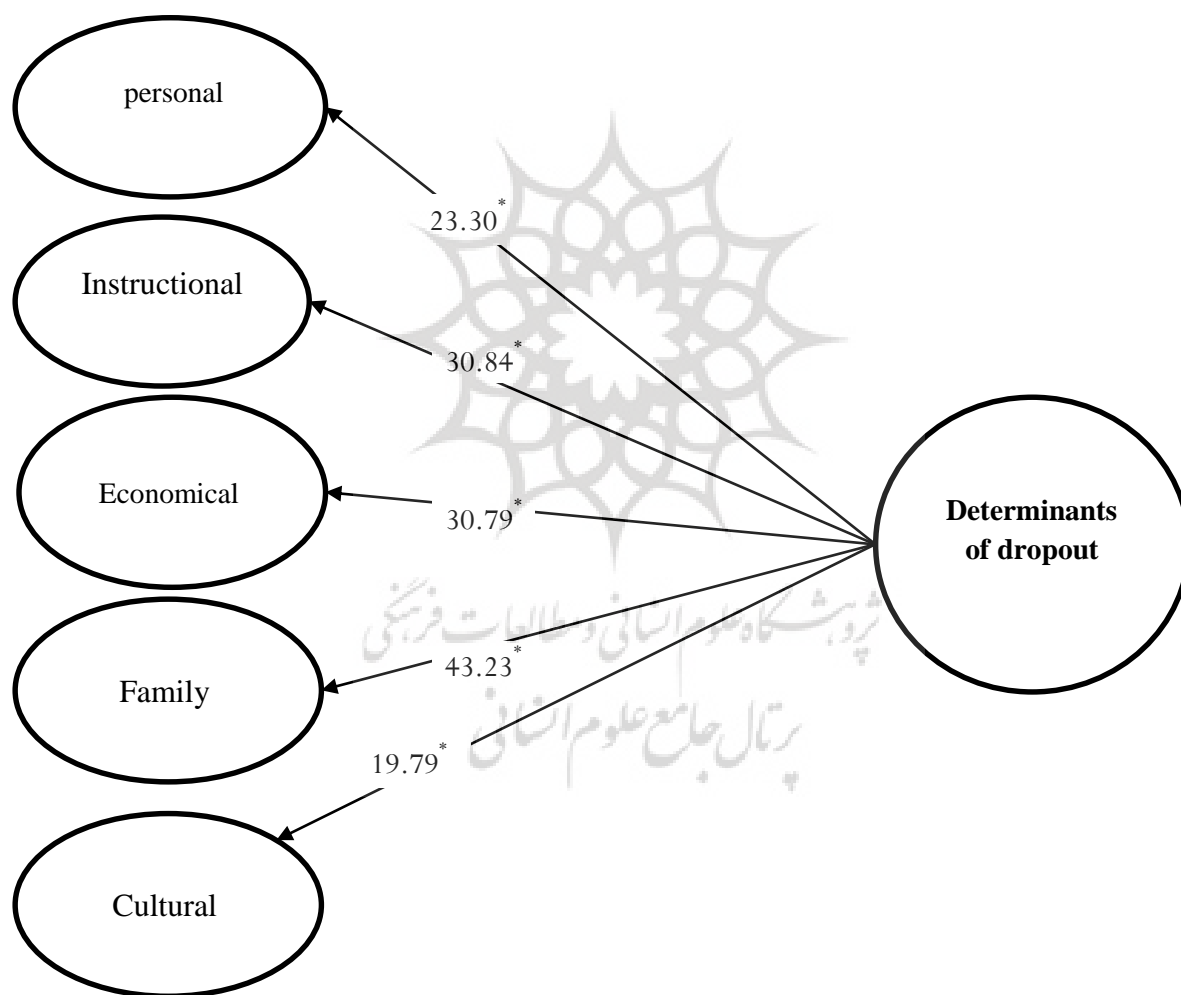 personal
23.30*
Instructional
30.84*
Economical
30.79*
Determinants
of dropout
پژوهشگاه علوم انسانی و مطالعات فرهنگی
Family
43.23*
پرتال جامع علوم انسانی
19.79*
Cultural